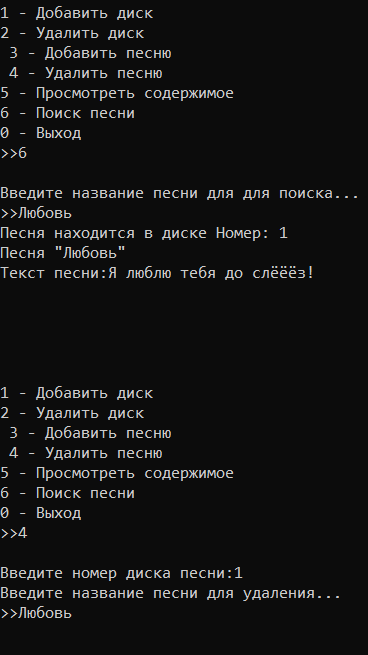 1 - Добавить диск
2 - Удалить диск
 3 - Добавить песню
 4 - Удалить песню
5 - Просмотреть содержимое
6 - Поиск песни
0 - Выход
>>6
Введите название песни для для поиска...
>>Любовь
Песня находится в диске Номер: 1
Песня "Любовь"
Текст песни:Я люблю тебя до слёёёз!
1 - Добавить диск
2 - Удалить диск
 3 - Добавить песню
 4 - Удалить песню
5 - Просмотреть содержимое
6 - Поиск песни
0 - Выход
>>4
Введите номер диска песни:1
Введите название песни для удаления...
>>Любовь